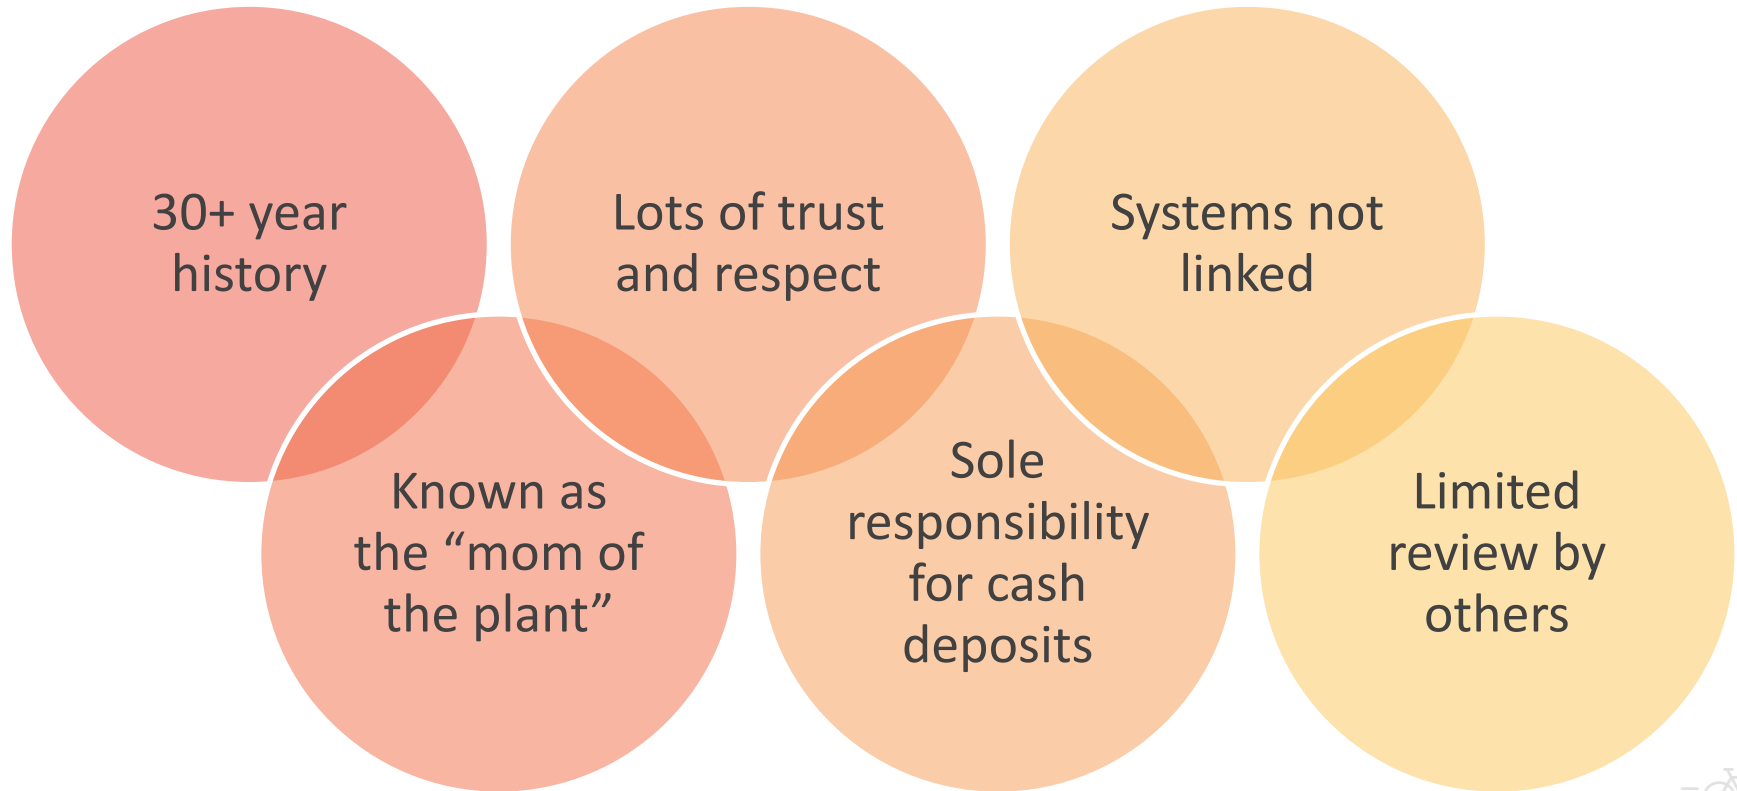 30+ year
history
Known as
the “mom of
the plant”
Lots of trust
and respect
Sole
responsibility
for cash
deposits
Systems not
linked
Limited
review by
others